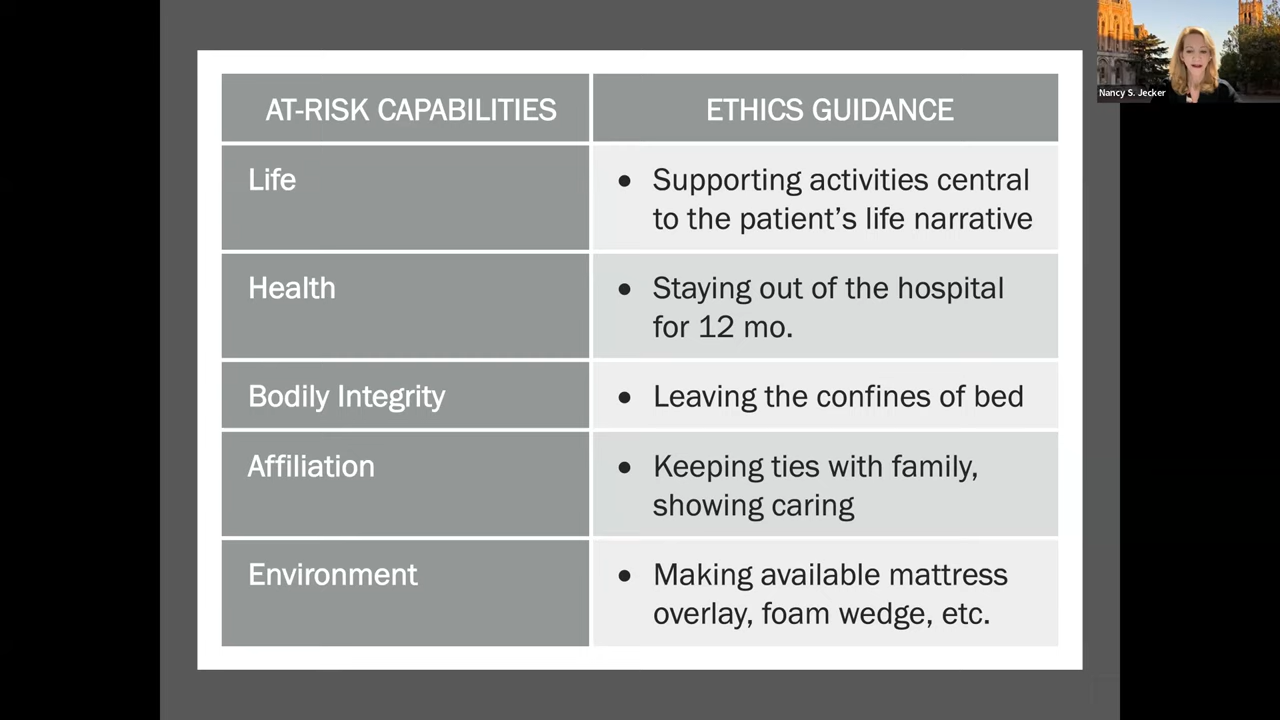 AT-RISK CAPABILITIES
ETHICS GUIDANCE
Life
• Supporting activities central
to the patient’s life narrative
Health
• Staying out of the hospital
for 12 mo.
Bodily Integrity
• Leaving the confines of bed
Affiliation
• Keeping ties with family,
showing caring
Environment
• Making available mattress
overlay, foam wedge, etc.
Nancy S. Jecker